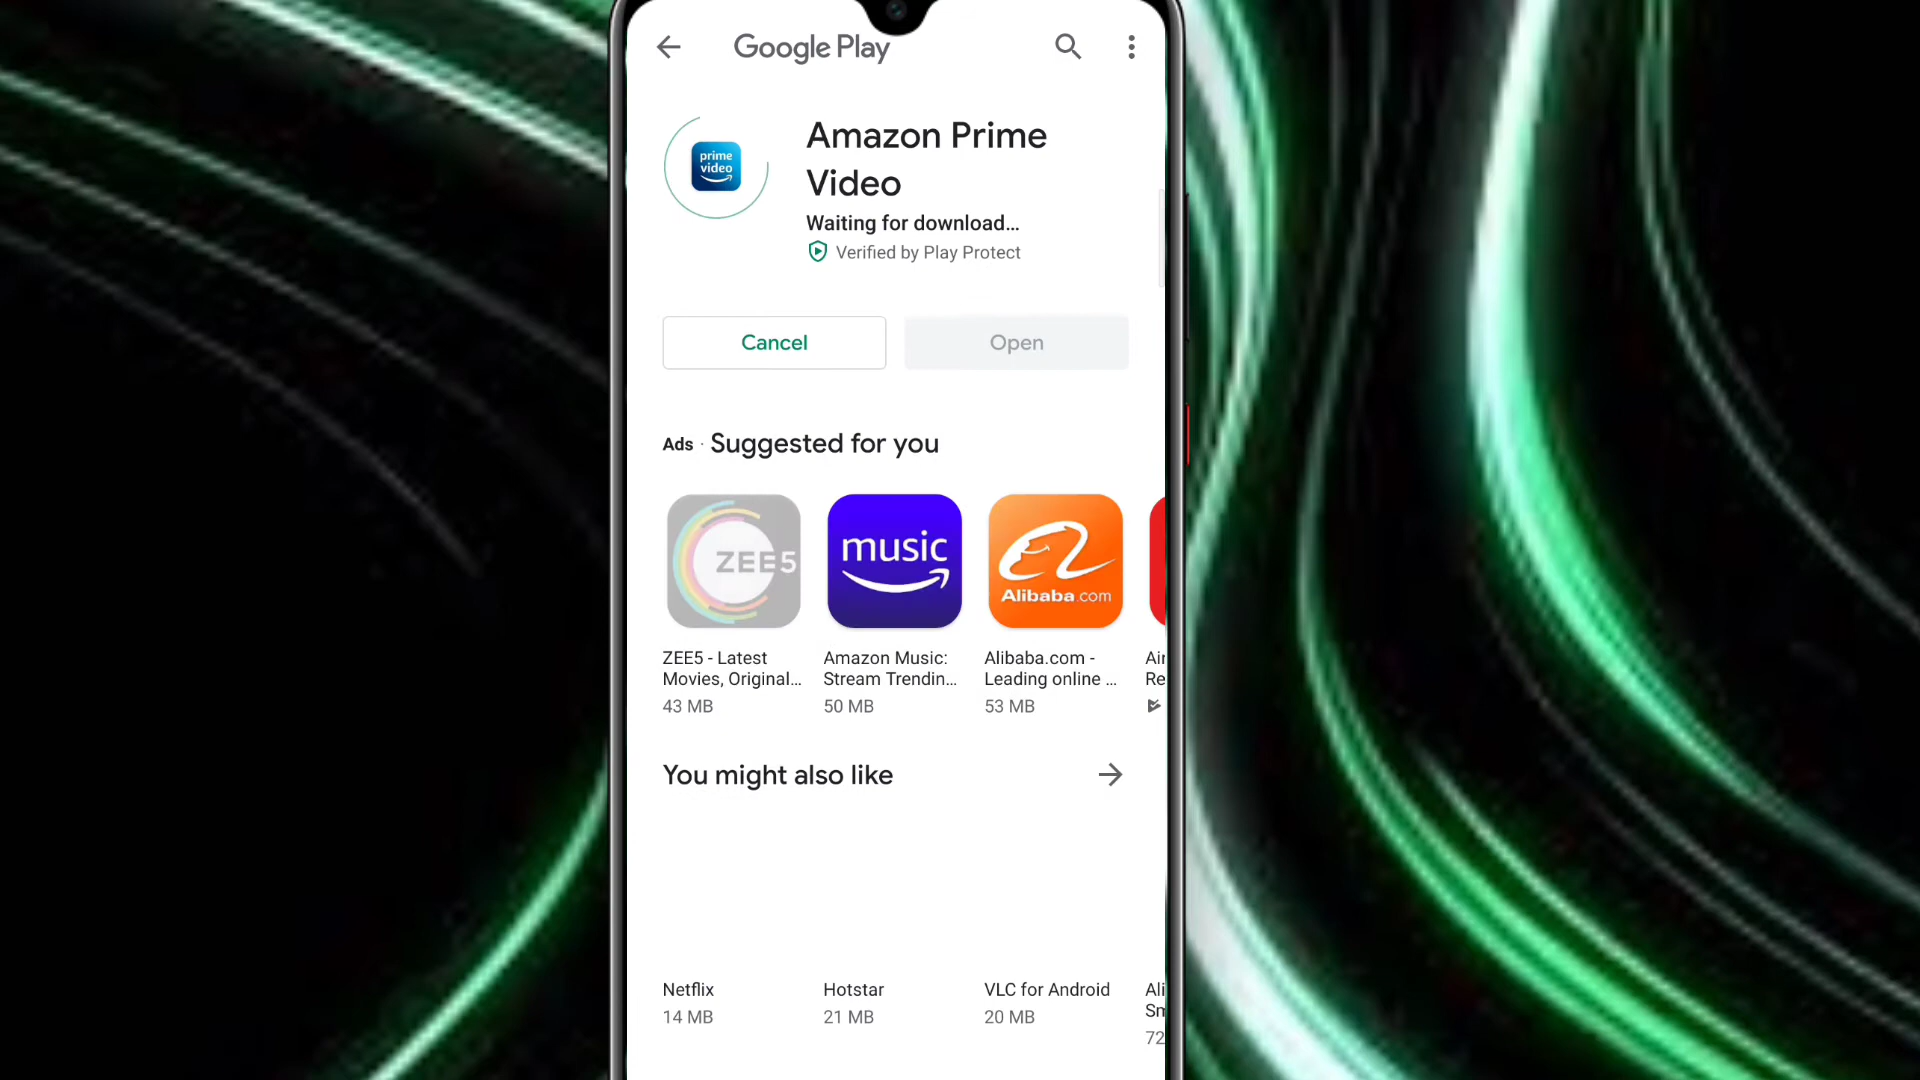 Google Play
prime
video
Amazon Prime
Video
Waiting for download...
Verified by Play Protect
Cancel
Open
Ads · Suggested for you
ZEE5
music
Alibaba.com
ZEE5 - Latest
Movies, Original...
43 MB
Amazon Music:
Stream Trendin...
50 MB
Alibaba.com -
Leading online ...
53 MB
Air
Re
You might also like
Netflix
14 MB
Hotstar
21 MB
VLC for Android
20 MB
Ali
Sm
72